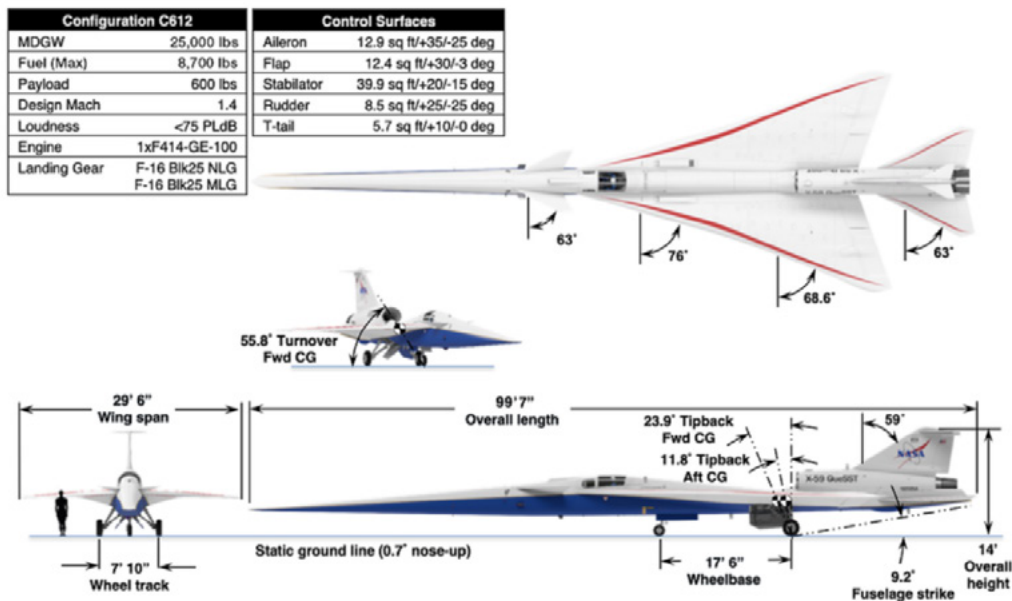 Configuration C612
MDGW 25,000 lbs
Fuel (Max) 8,700 lbs
Payload 600 lbs
Design Mach 1.4
Loudness <75 PLdB
Engine 1xF414-GE-100
Landing Gear F-16 Blk25 NLG
F-16 Blk25 MLG
Control Surfaces
Aileron 12.9 sq ft/+35/-25 deg
Flap 12.4 sq ft/+30/-3 deg
Stabilator 39.9 sq ft/+20/-15 deg
Rudder 8.5 sq ft/+25/-25 deg
T-tail 5.7 sq ft/+10/-0 deg
63˚
76˚
68.6˚
63˚
55.8˚ Turnover
Fwd CG
29' 6"
Wing span
7' 10"
Wheel track
99'7"
Overall length
23.9˚ Tipback
Fwd CG
11.8˚ Tipback
Aft CG
59˚
NASA
X-59 QueSST
Static ground line (0.7˚ nose-up)
17' 6"
Wheelbase
9.2˚
Fuselage strike
14'
Overall
height